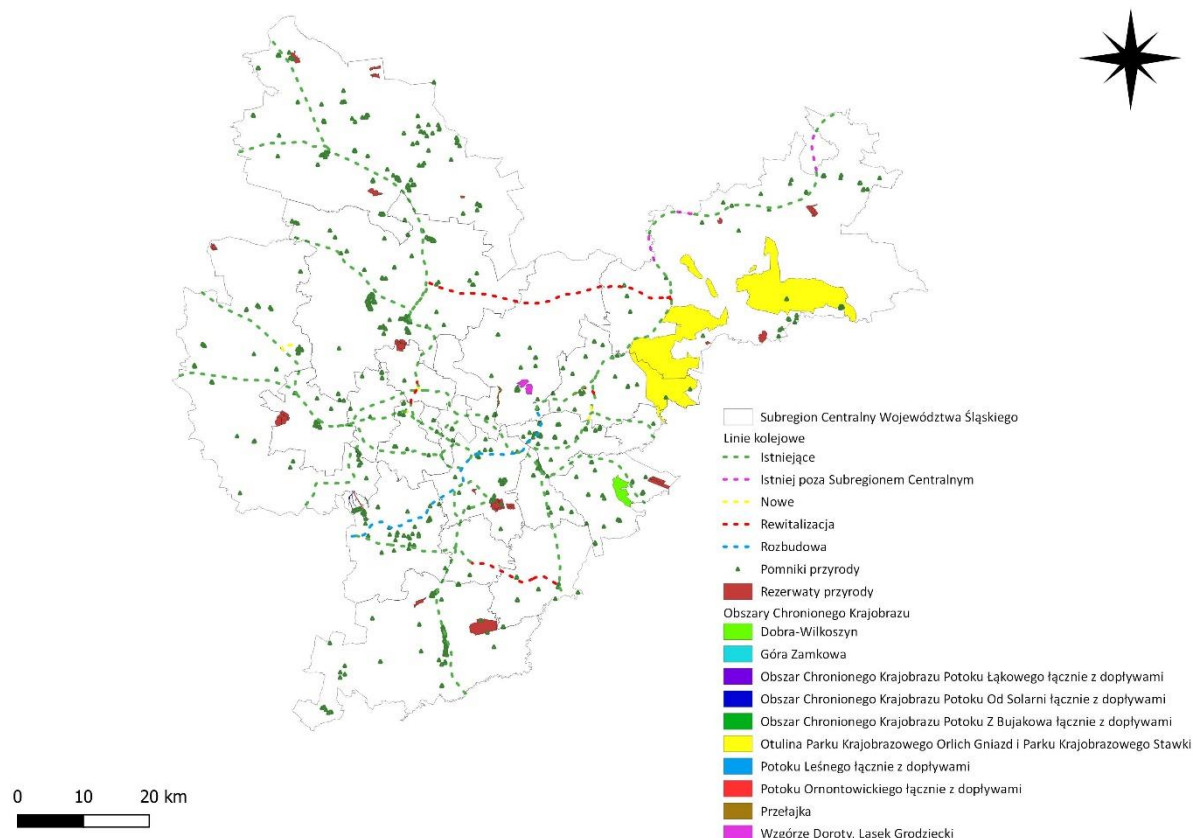 Subregion Centralny Województwa Śląskiego
Linie kolejowe
Istniejące
Istniej poza Subregionem Centralnym
Nowe
Rewitalizacja
Rozbudowa
Pomniki przyrody
Rezerwaty przyrody
Obszary Chronionego Krajobrazu
Dobra-Wilkoszyn
Góra Zamkowa
Obszar Chronionego Krajobrazu Potoku Łąkowego łącznie z dopływami
Obszar Chronionego Krajobrazu Potoku Od Solarni łącznie z dopływami
Obszar Chronionego Krajobrazu Potoku Z Bujakowa łącznie z dopływami
Otulina Parku Krajobrazowego Orlich Gniazd i Parku Krajobrazowego Stawki
Potoku Leśnego łącznie z dopływami
Potoku Ornontowickiego łącznie z dopływami
Przełajka
Wzgórze Doroty, Lasek Grodziecki
0 10 20 km